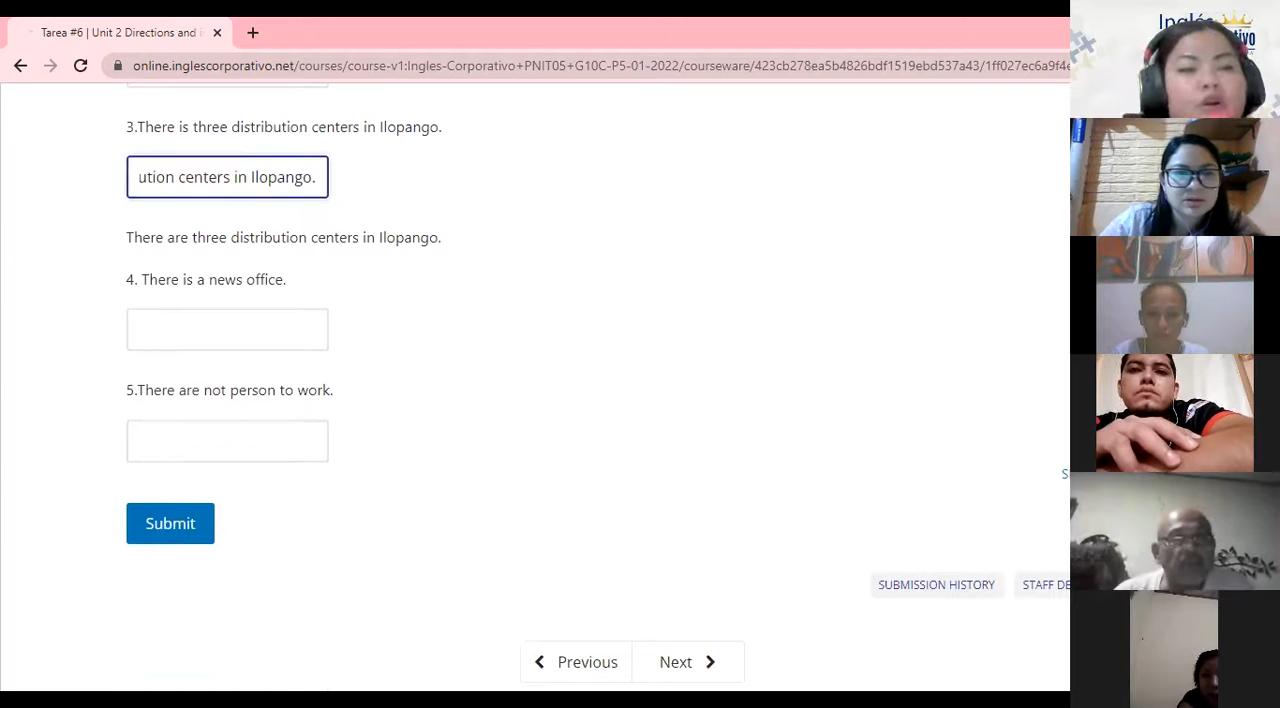 Tarea #6 | Unit 2 Directions and i
online.inglescorporativo.net/courses/course-v1:Ingles-Corporativo+PNIT05+G10C-P5-01-2022/courseware/423cb278ea5b4826bdf1519ebd537a43/1ff027ec6a9f4e
Inglés
3.There is three distribution centers in Ilopango.
ution centers in Ilopango.
There are three distribution centers in Ilopango.
4. There is a news office.
5.There are not person to work.
Submit
SUBMISSION HISTORY
STAFF DE
Previous
Next